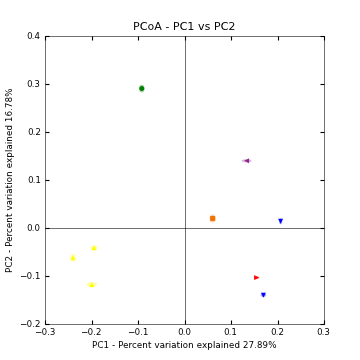 PCoA - PC1 vs PC2
0.4
0.3
0.2
0.1
0.0
−0.1
−0.2
PC2 - Percent variation explained 16.78%
−0.3 −0.2 −0.1 0.0 0.1 0.2 0.3
PC1 - Percent variation explained 27.89%